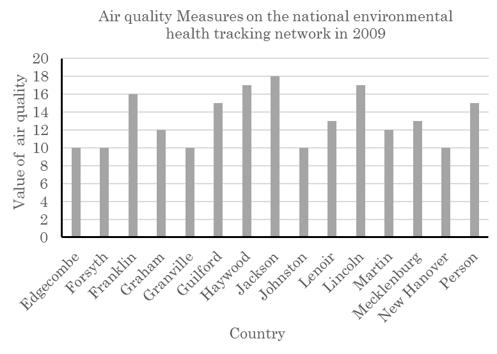 Air quality Measures on the national environmental
health tracking network in 2009
Value of air quality
20
18
16
14
12
10
8
6
4
2
0
Edgecombe
Forsyth
Franklin
Graham
Granville
Guilford
Haywood
Jackson
Johnston
Lenoir
Lincoln
Martin
Mecklenburg
New Hanover
Person
Country